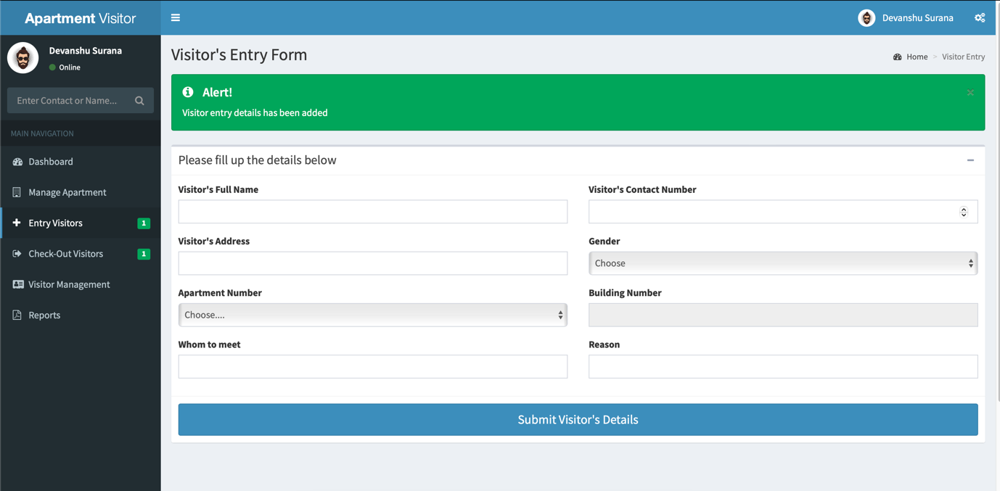 Apartment Visitor
Devanshu Surana
Devanshu Surana
Online
Enter Contact or Name...
MAIN NAVIGATION
Dashboard
Manage Apartment
Entry Visitors 1
Check-Out Visitors 1
Visitor Management
Reports
Visitor's Entry Form
Home > Visitor Entry
Alert!
×
Visitor entry details has been added
Please fill up the details below
Visitor's Full Name
Visitor's Contact Number
Visitor's Address
Gender
Choose
Apartment Number
Choose....
Building Number
Whom to meet
Reason
Submit Visitor's Details